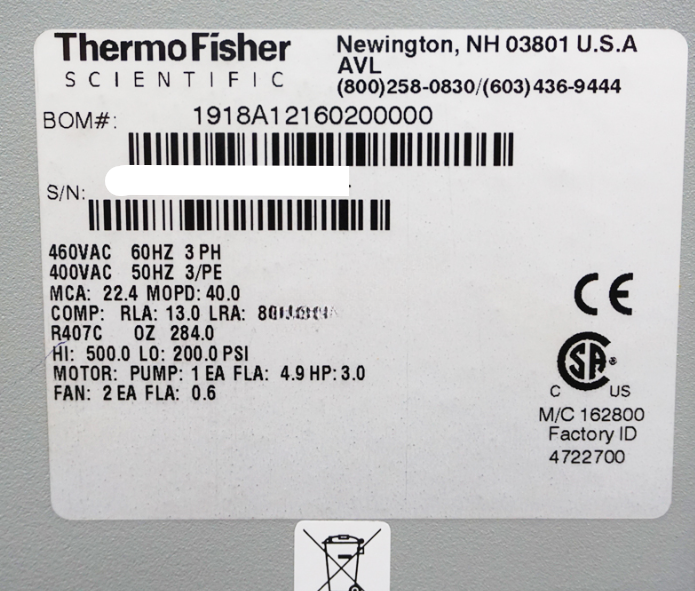 ThermoFisher
SCIENTIFIC
Newington, NH 03801 U.S.A
AVL
(800)258-0830/(603)436-9444
BOM#: 1918A12160200000
S/N:
460VAC 60HZ 3 PH
400VAC 50HZ 3/PE
MCA: 22.4 MOPD: 40.0
COMP: RLA: 13.0 LRA:
R407C OZ 284.0
HI: 500.0 LO: 200.0 PSI
MOTOR: PUMP: 1 EA FLA: 4.9 HP: 3.0
FAN: 2 EA FLA: 0.6
CE
SA
C US
M/C 162800
Factory ID
4722700